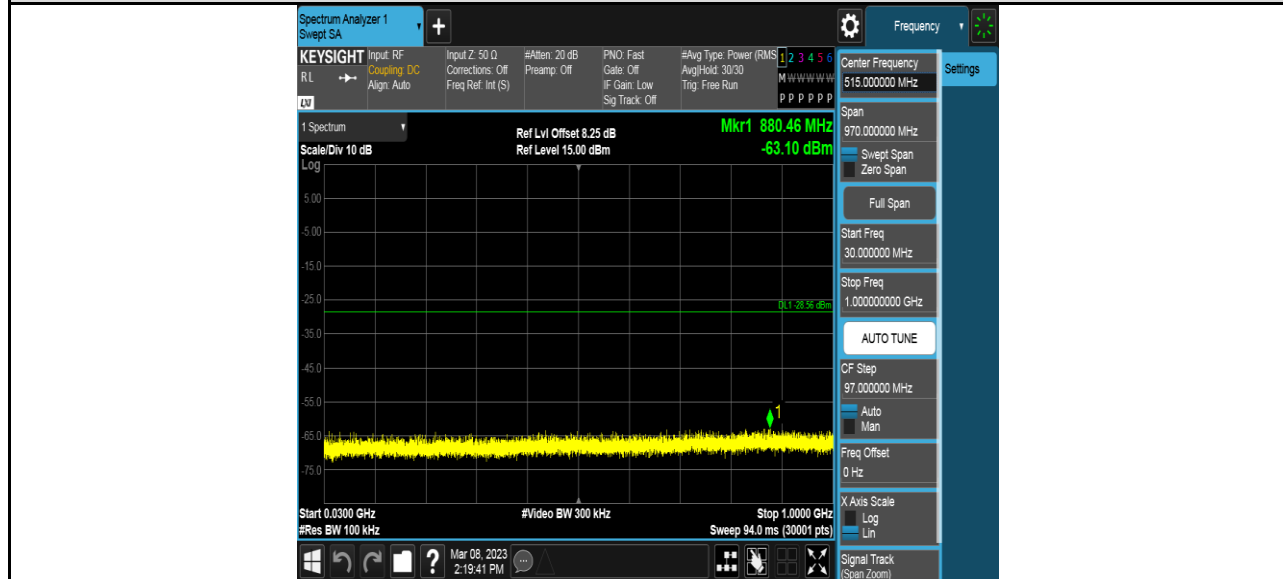 Spectrum Analyzer 1
Swept SA
+
Frequency
KEYSIGHT
RL
LXI
Input: RF
Coupling: DC
Align: Auto
Input Z: 50 Ω
Corrections: Off
Freq Ref: Int (S)
#Atten: 20 dB
Preamp: Off
PNO: Fast
Gate: Off
IF Gain: Low
Sig Track: Off
#Avg Type: Power (RMS
Avg|Hold: 30/30
Trig: Free Run
1 2 3 4 5 6
M W W W W W
P P P P P P
1 Spectrum
Scale/Div 10 dB
Ref Lvl Offset 8.25 dB
Ref Level 15.00 dBm
Mkr1 880.46 MHz
-63.10 dBm
Log
5.00
-5.00
-15.0
-25.0
-35.0
-45.0
-55.0
-65.0
-75.0
DL1 -28.56 dBm
1
Start 0.0300 GHz
#Res BW 100 kHz
#Video BW 300 kHz
Stop 1.0000 GHz
Sweep 94.0 ms (30001 pts)
?
Mar 08, 2023
2:19:41 PM
Center Frequency
515.000000 MHz
Settings
Span
970.000000 MHz
Swept Span
Zero Span
Full Span
Start Freq
30.000000 MHz
Stop Freq
1.000000000 GHz
AUTO TUNE
CF Step
97.000000 MHz
Auto
Man
Freq Offset
0 Hz
X Axis Scale
Log
Lin
Signal Track
(Span Zoom)